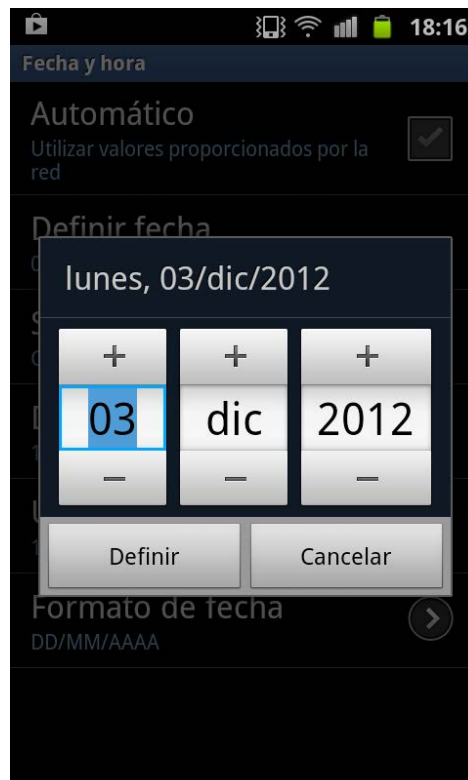 18:16
Fecha y hora
Automático
Utilizar valores proporcionados por la
red
Definir fecha
lunes, 03/dic/2012
+ + +
03 dic 2012
− − −
Definir Cancelar
Formato de fecha
DD/MM/AAAA